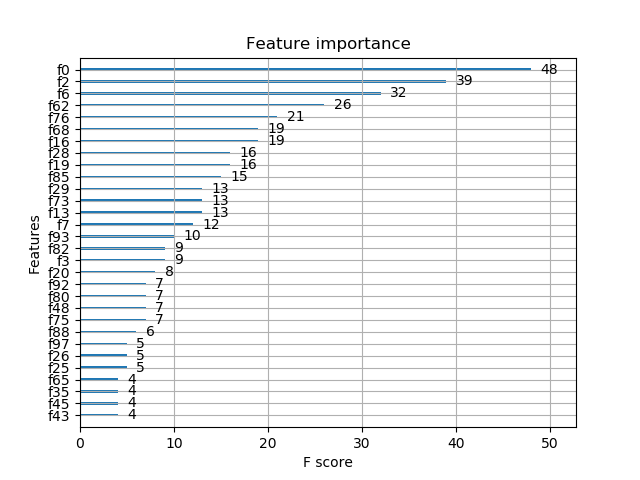 Feature importance
f0 48
f2 39
f6 32
f62 26
f76 21
f68 19
f16 19
f28 16
f19 16
f85 15
f29 13
f73 13
f13 13
f7 12
f93 10
f82 9
f3 9
f20 8
f92 7
f80 7
f48 7
f75 7
f88 6
f97 5
f26 5
f25 5
f65 4
f35 4
f45 4
f43 4
0 10 20 30 40 50
F score
Features